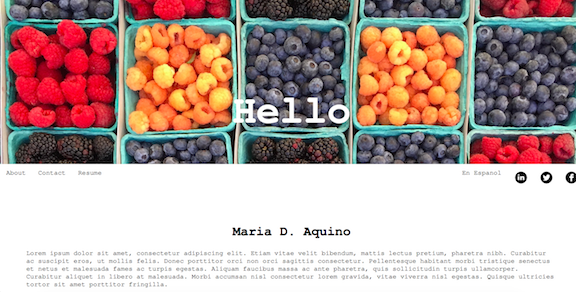 Hello
About Contact Resume En Espanol
Maria D. Aquino
Lorem ipsum dolor sit amet, consectetur adipiscing elit. Etiam vitae velit bibendum, mattis lectus pretium, pharetra nibh. Curabitur
ac suscipit eros, ut mollis felis. Donec porttitor orci non orci sagittis consectetur. Pellentesque habitant morbi tristique senectus
et netus et malesuada fames ac turpis egestas. Aliquam faucibus massa ac ante pharetra, quis sollicitudin turpis ullamcorper.
Curabitur aliquet in libero at malesuada. Morbi accumsan nisl consectetur lorem gravida, vitae viverra nisl egestas. Quisque ultricies
tortor sit amet porttitor fringilla.